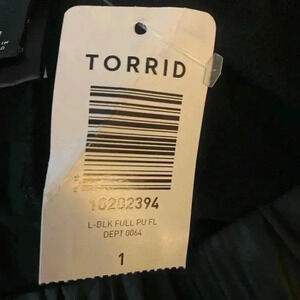 TORRID
10202394
L-BLK FULL PU FL
DEPT 0064
1